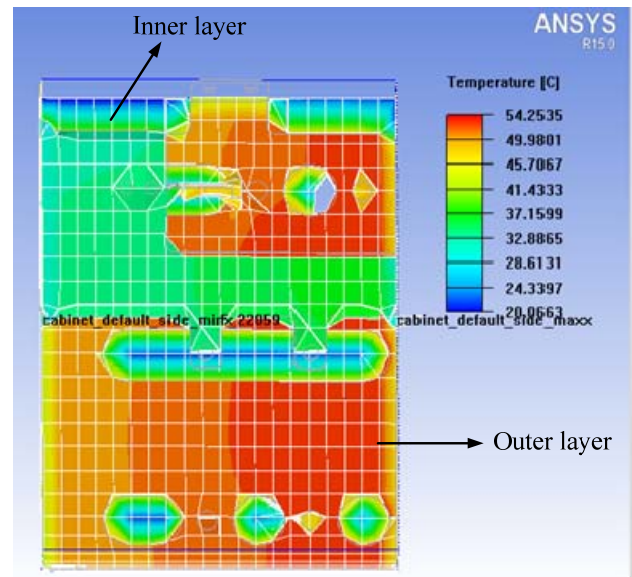 Inner layer
ANSYS
R15.0
Temperature [C]
54.2535
49.9801
45.7067
41.4333
37.1599
32.8865
28.6131
24.3397
20.0663
cabinet_default_side_minx
cabinet_default_side_maxx
Outer layer